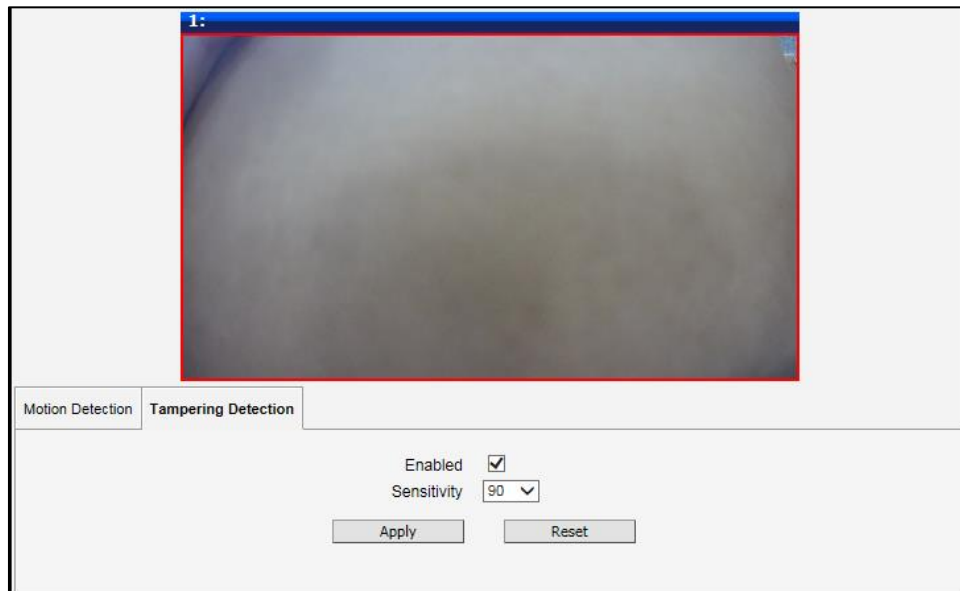 1:
Motion Detection Tampering Detection
Enabled
Sensitivity 90
Apply Reset